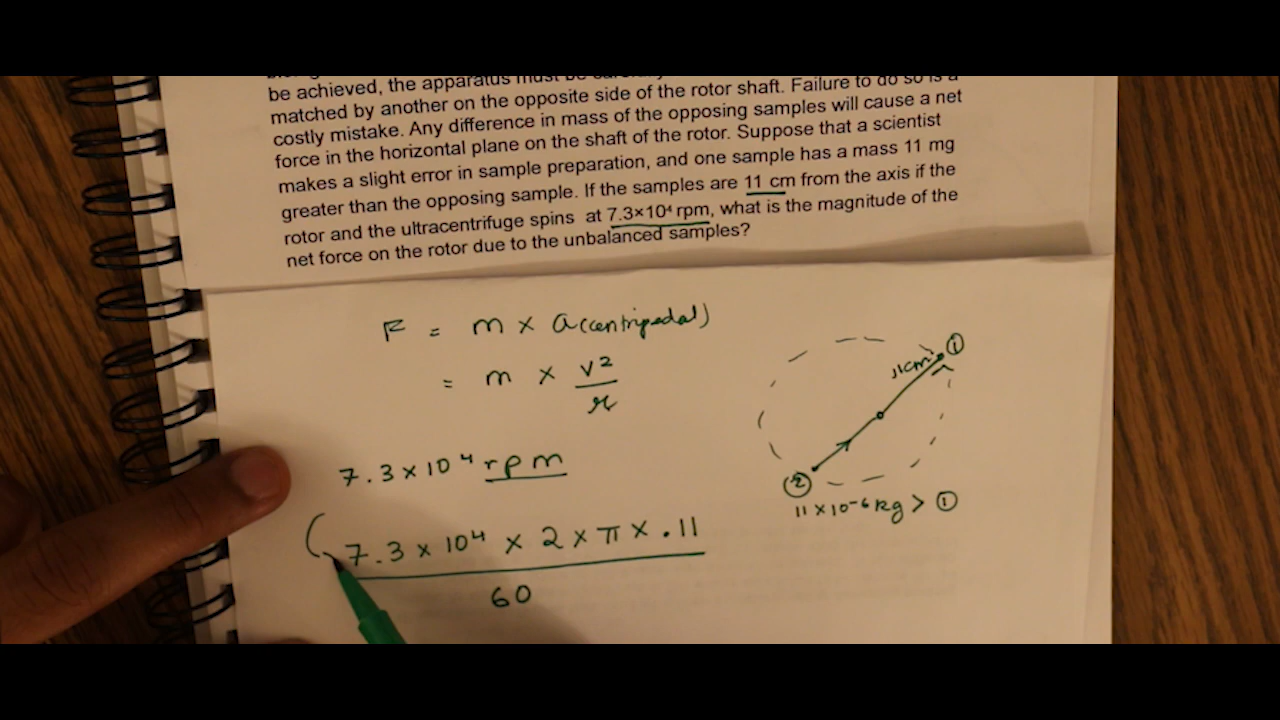 be achieved, the apparatus must be
matched by another on the opposite side of the rotor shaft. Failure to do so is a
costly mistake. Any difference in mass of the opposing samples will cause a net
force in the horizontal plane on the shaft of the rotor. Suppose that a scientist
makes a slight error in sample preparation, and one sample has a mass 11 mg
greater than the opposing sample. If the samples are 11 cm from the axis if the
rotor and the ultracentrifuge spins at 7.3×10⁴ rpm, what is the magnitude of the
net force on the rotor due to the unbalanced samples?
F = m × a(centripedal)
= m × v²/r
7.3 × 10⁴ rpm
(7.3 × 10⁴ × 2 × π × .11
60
11cm
①
②
11 × 10⁻⁶ kg > ①